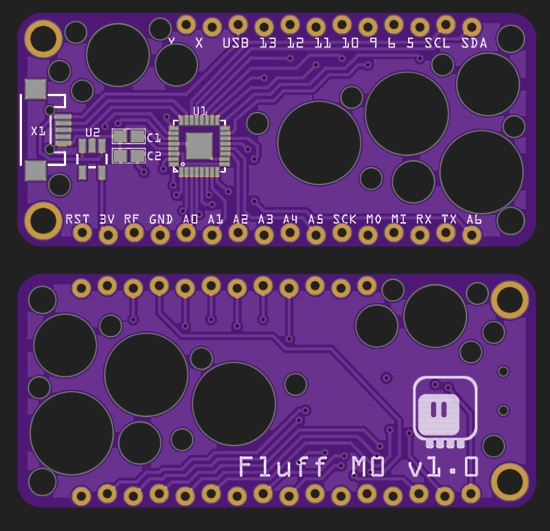 Y X USB 13 12 11 10 9 6 5 SCL SDA
U1
X1 U2 C1
C2
RST 3V RF GND A0 A1 A2 A3 A4 A5 SCK MO MI RX TX A6
Fluff M0 v1.0